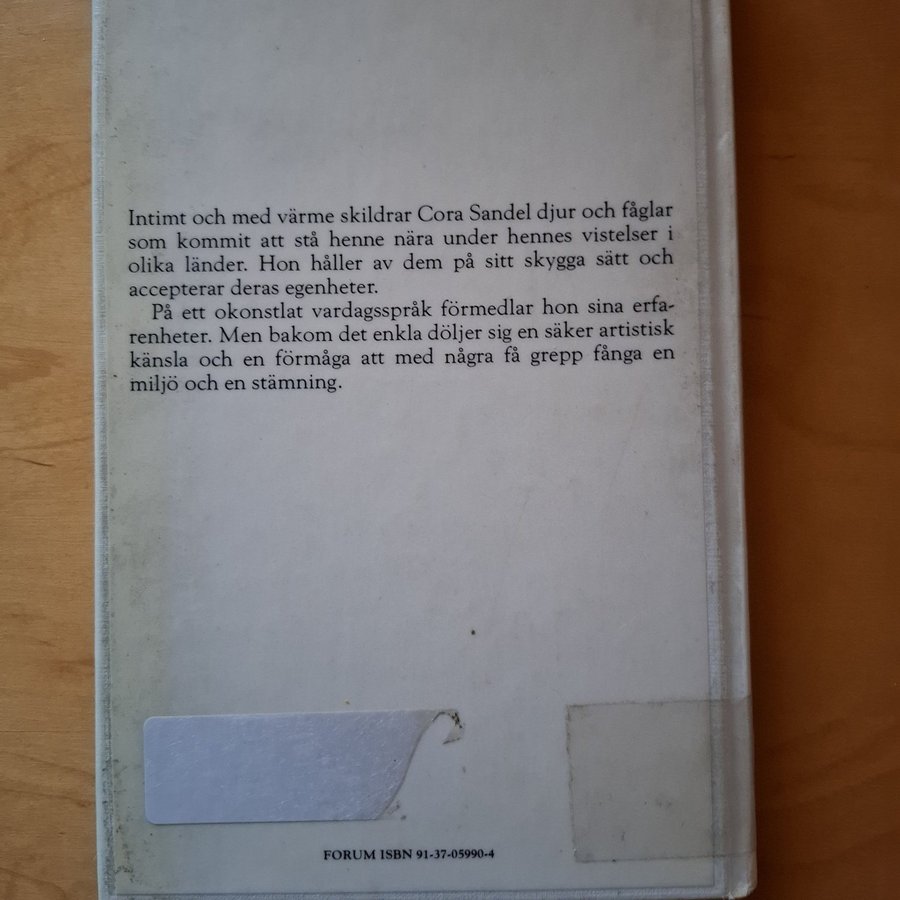 Intimt och med värme skildrar Cora Sandel djur och fåglar
som kommit att stå henne nära under hennes vistelser i
olika länder. Hon håller av dem på sitt skygga sätt och
accepterar deras egenheter.
På ett okonstlat vardagsspråk förmedlar hon sina erfa-
renheter. Men bakom det enkla döljer sig en säker artistisk
känsla och en förmåga att med några få grepp fånga en
miljö och en stämning.
FORUM ISBN 91-37-05990-4